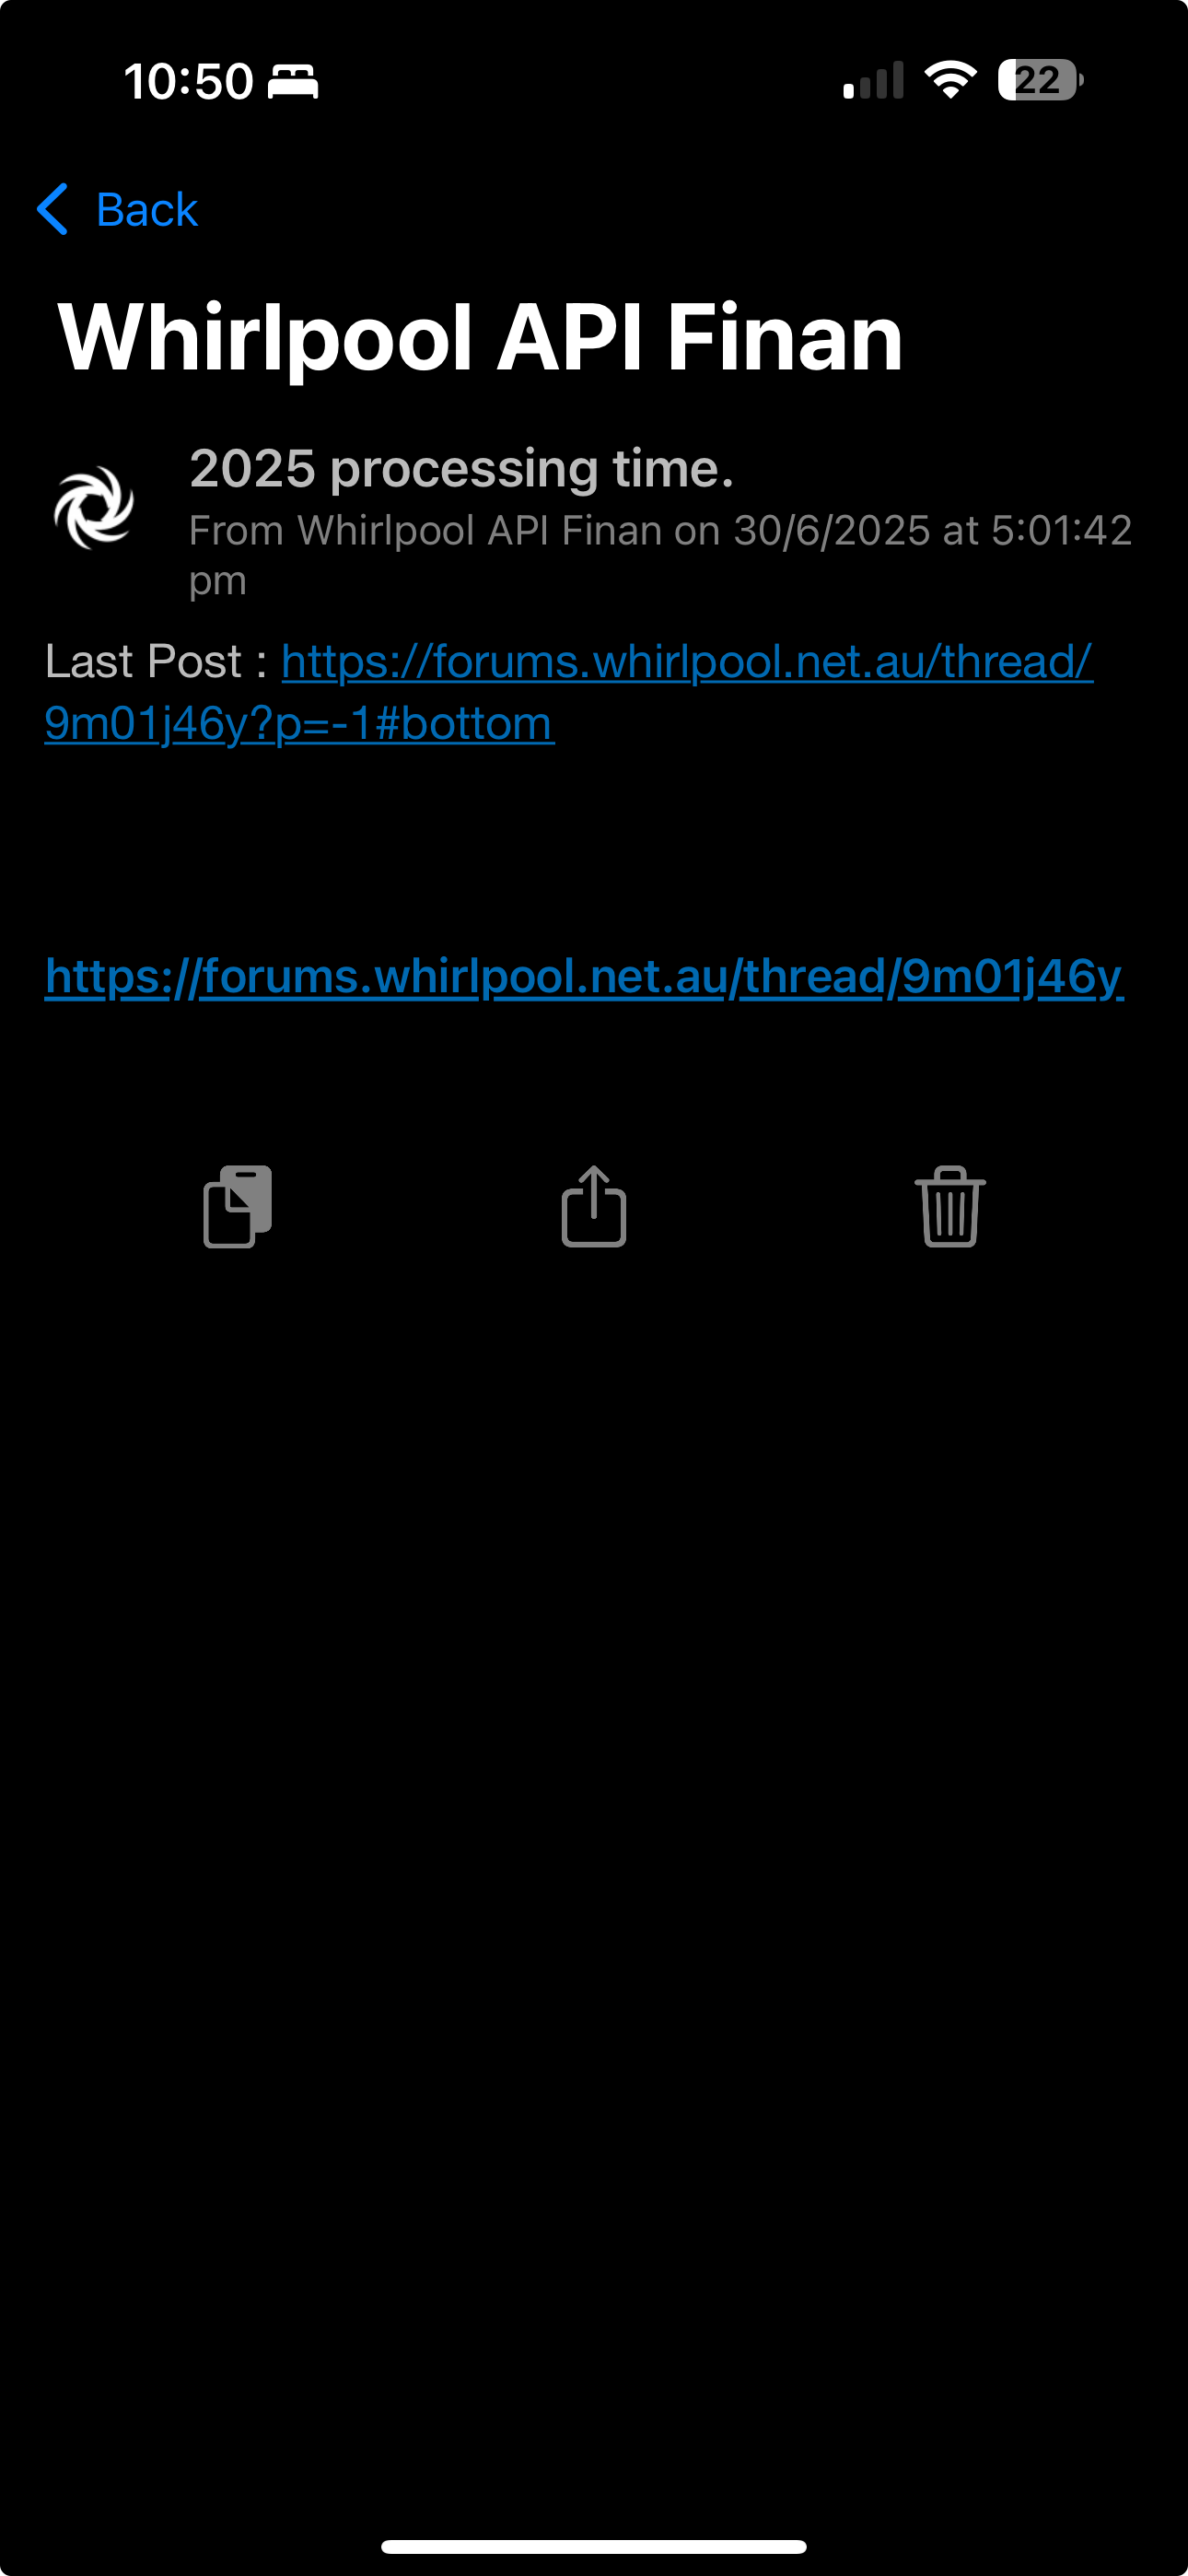 10:50
22
Back
Whirlpool API Finan
2025 processing time.
From Whirlpool API Finan on 30/6/2025 at 5:01:42
pm
Last Post : https://forums.whirlpool.net.au/thread/
9m01j46y?p=-1#bottom
https://forums.whirlpool.net.au/thread/9m01j46y